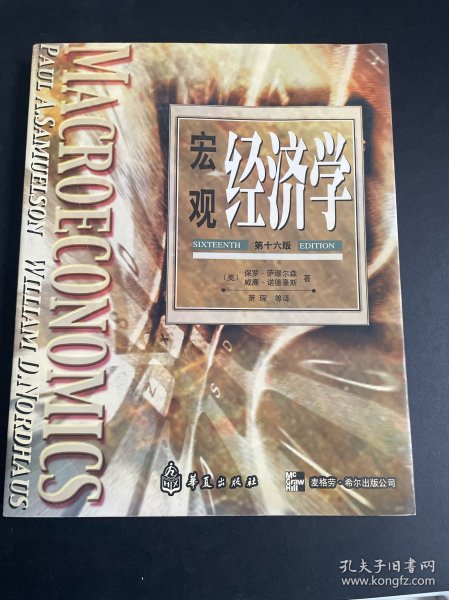 MACROECONOMICS
PAUL A.SAMUELSON WILLIAM D.NORDHAUS
宏观
经济学
SIXTEENTH 第十六版 EDITION
〔美〕 保罗·萨缪尔森
威廉·诺德豪斯 著
萧琛 等译
华夏出版社
Mc
Graw
Hill
麦格劳·希尔出版公司
孔夫子旧书网
www.kongfz.com